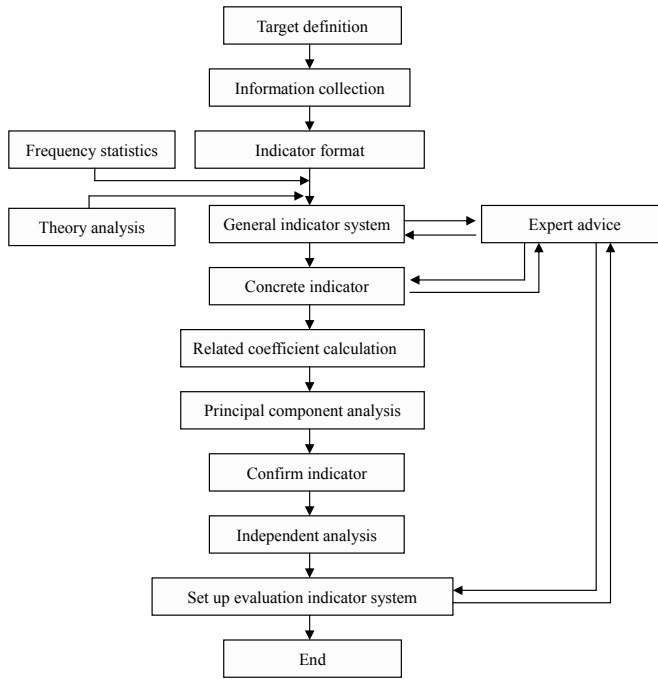 Target definition
Information collection
Frequency statistics
Indicator format
Theory analysis
General indicator system
Expert advice
Concrete indicator
Related coefficient calculation
Principal component analysis
Confirm indicator
Independent analysis
Set up evaluation indicator system
End